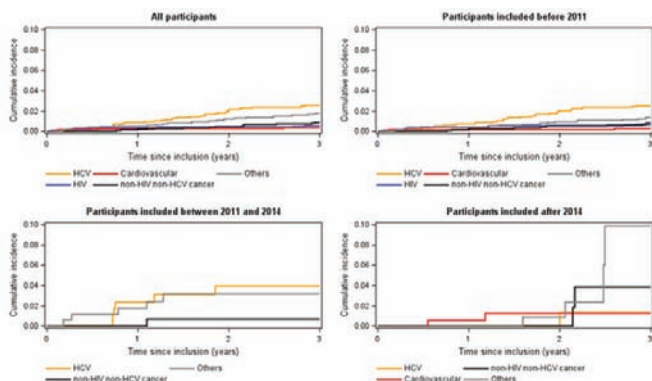 All participants
Participants included before 2011
Cumulative incidence
0.10
0.08
0.06
0.04
0.02
0.00
0 1 2 3
Time since inclusion (years)
HCV Cardiovascular Others
HIV non-HIV non-HCV cancer
Cumulative incidence
0.10
0.08
0.06
0.04
0.02
0.00
0 1 2 3
Time since inclusion (years)
HCV Cardiovascular Others
HIV non-HIV non-HCV cancer
Participants included between 2011 and 2014
Participants included after 2014
Cumulative incidence
0.10
0.08
0.06
0.04
0.02
0.00
0 1 2 3
Time since inclusion (years)
HCV Others
non-HIV non-HCV cancer
Cumulative incidence
0.10
0.08
0.06
0.04
0.02
0.00
0 1 2 3
Time since inclusion (years)
HCV non-HIV non-HCV cancer
Cardiovascular Others